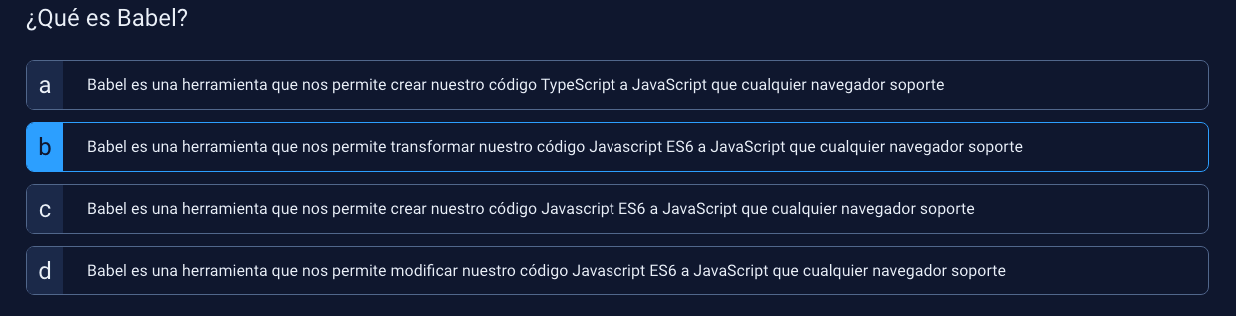 ¿Qué es Babel?
a Babel es una herramienta que nos permite crear nuestro código TypeScript a JavaScript que cualquier navegador soporte
b Babel es una herramienta que nos permite transformar nuestro código Javascript ES6 a JavaScript que cualquier navegador soporte
c Babel es una herramienta que nos permite crear nuestro código Javascript ES6 a JavaScript que cualquier navegador soporte
d Babel es una herramienta que nos permite modificar nuestro código Javascript ES6 a JavaScript que cualquier navegador soporte